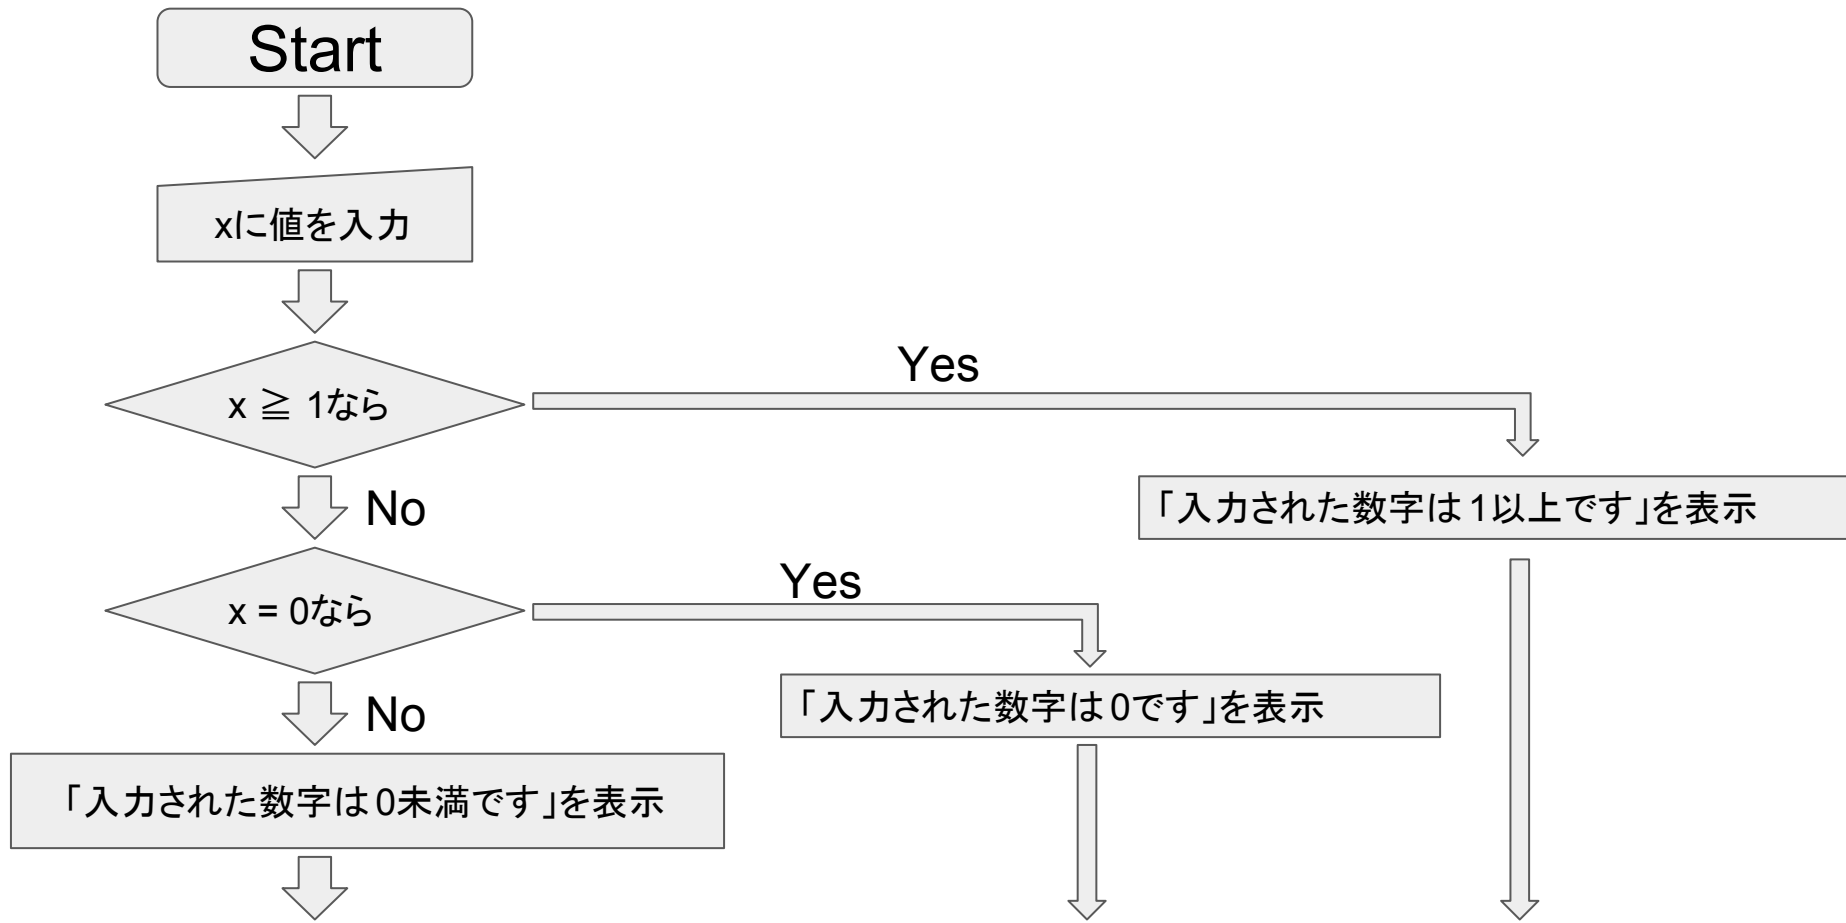 Start
xに値を入力
Yes
x ≧ 1なら
No
「入力された数字は1以上です」を表示
Yes
x = 0なら
No
「入力された数字は0です」を表示
「入力された数字は0未満です」を表示